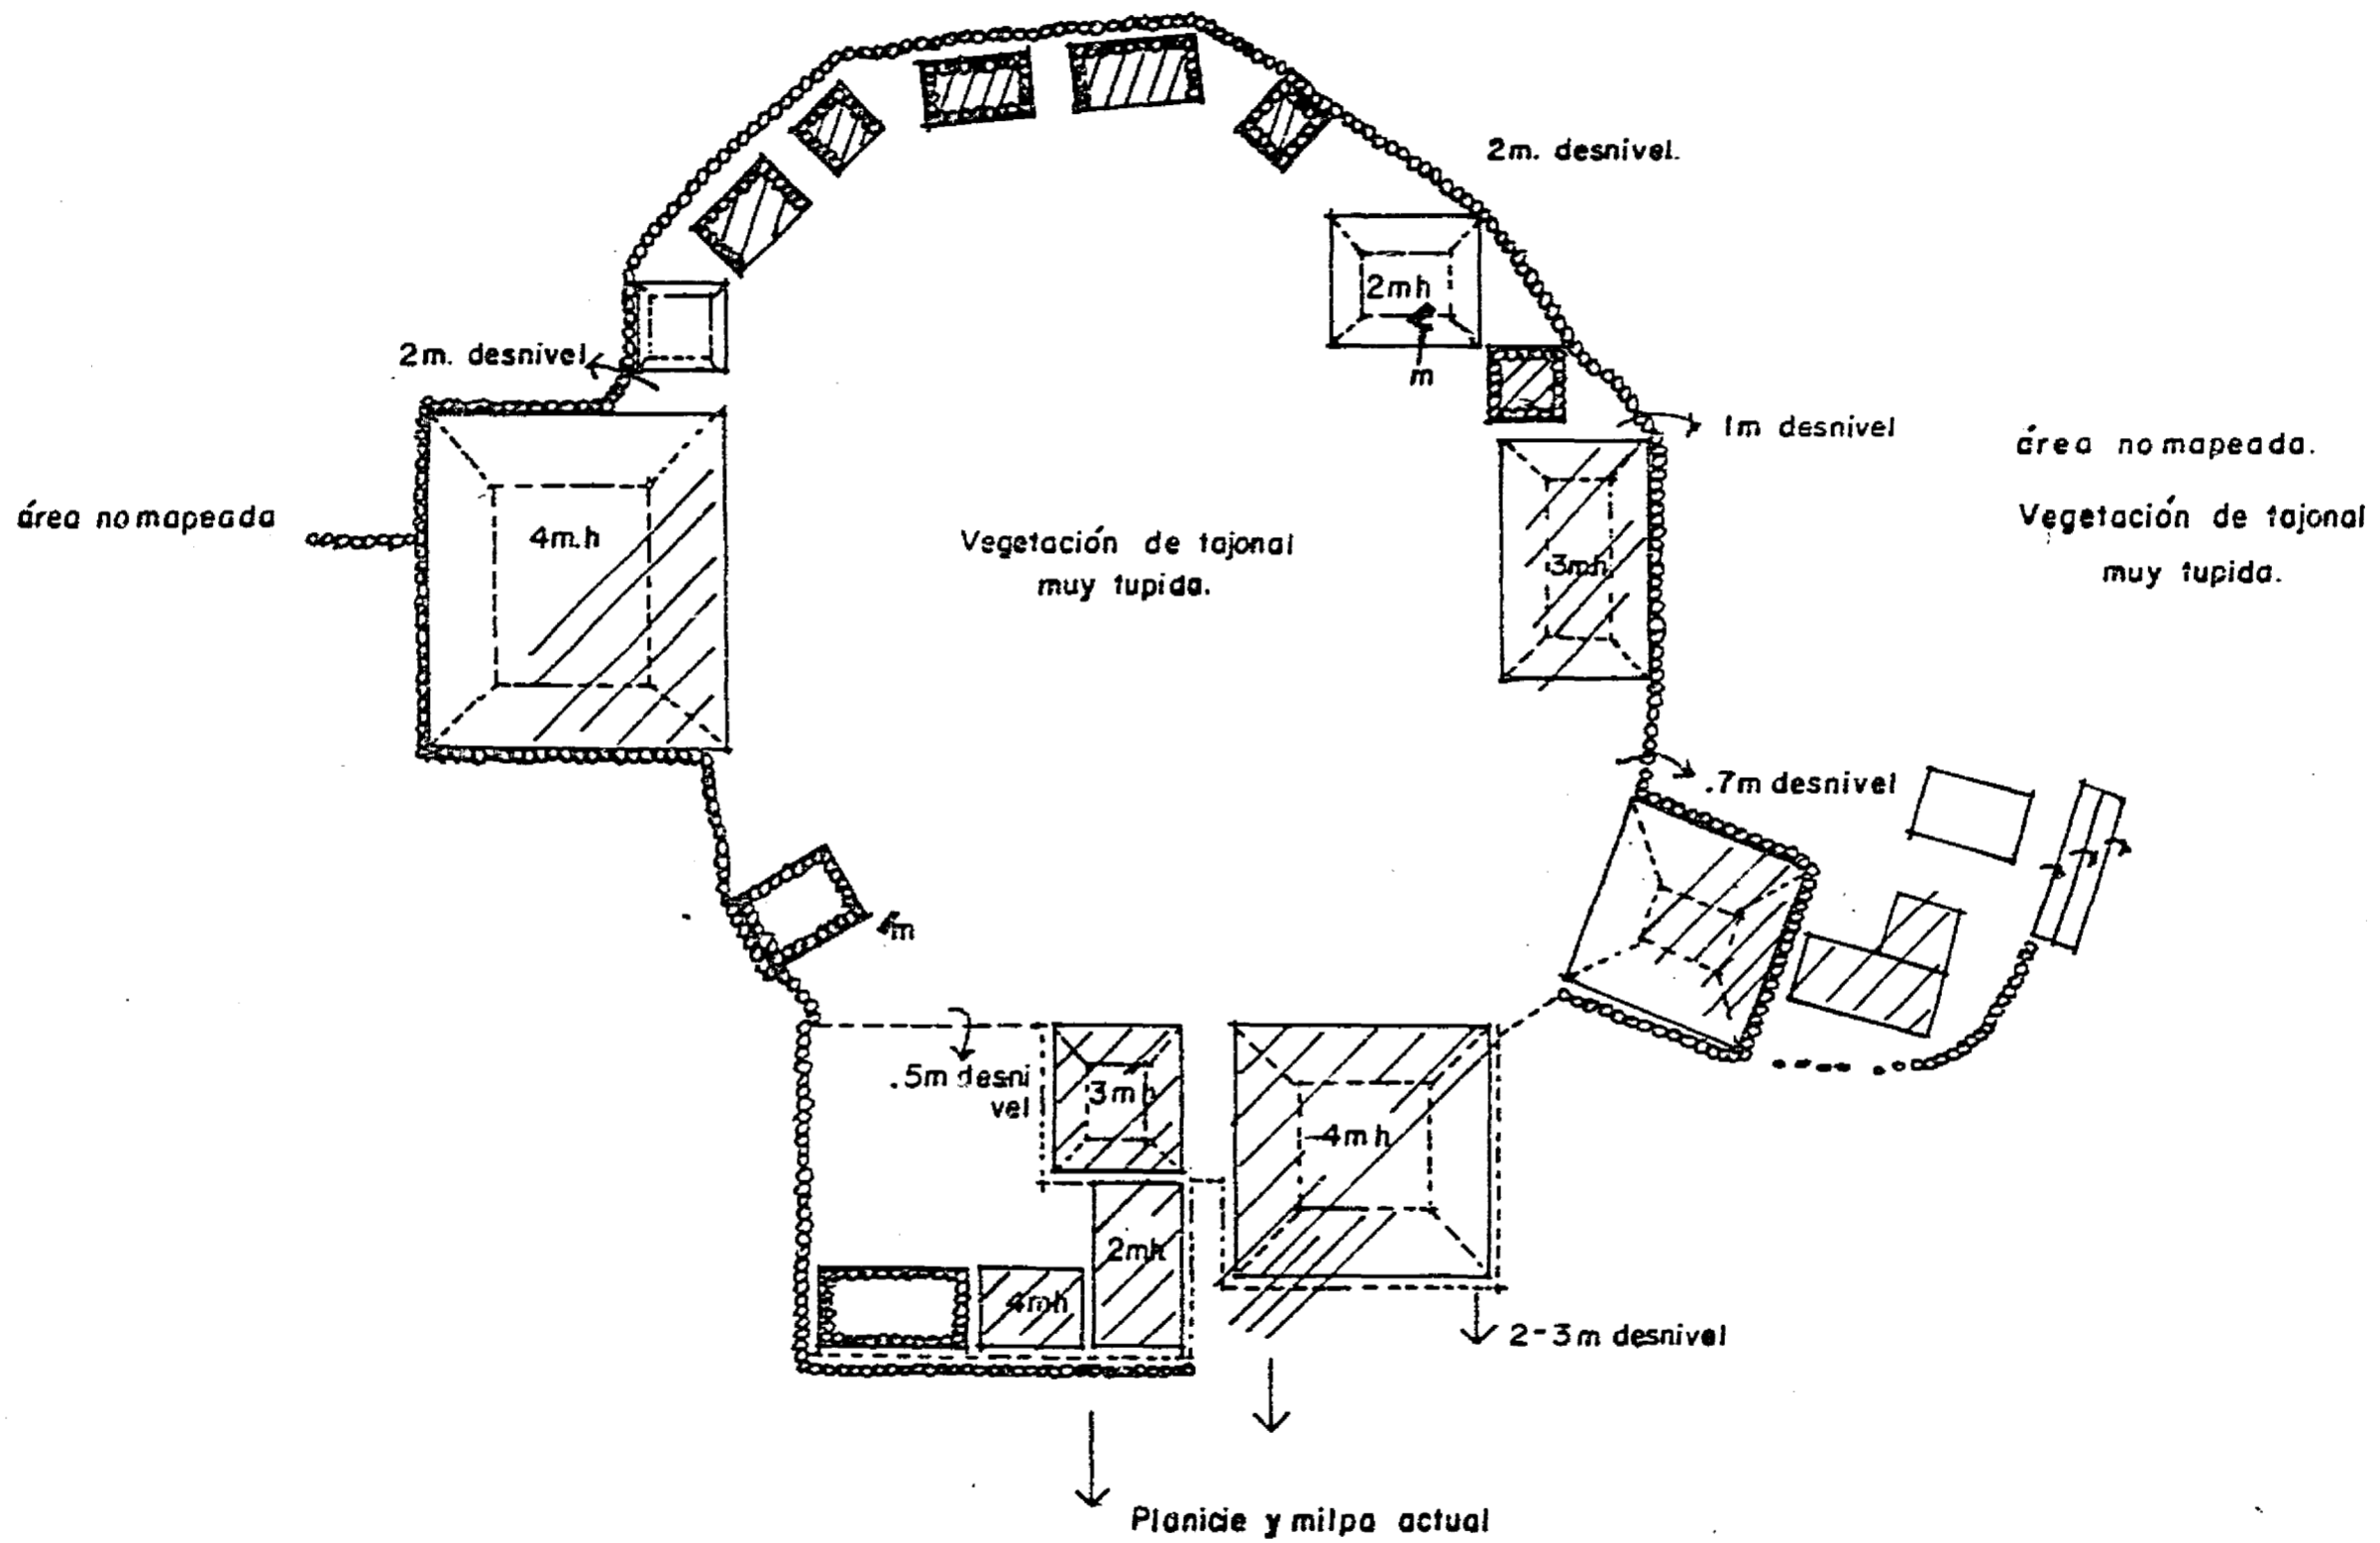 2m. desnivel.
2mh
2m. desnivel
m
1m desnivel
área no mapeada.
área no mapeada
4m.h
Vegetación de tajonal
muy tupida.
3mh
Vegetación de tajonal
muy tupida.
.7m desnivel
m
.5m desni
vel
3mh
4mh
2mh
4mh
2-3m desnivel
Planicie y milpa actual